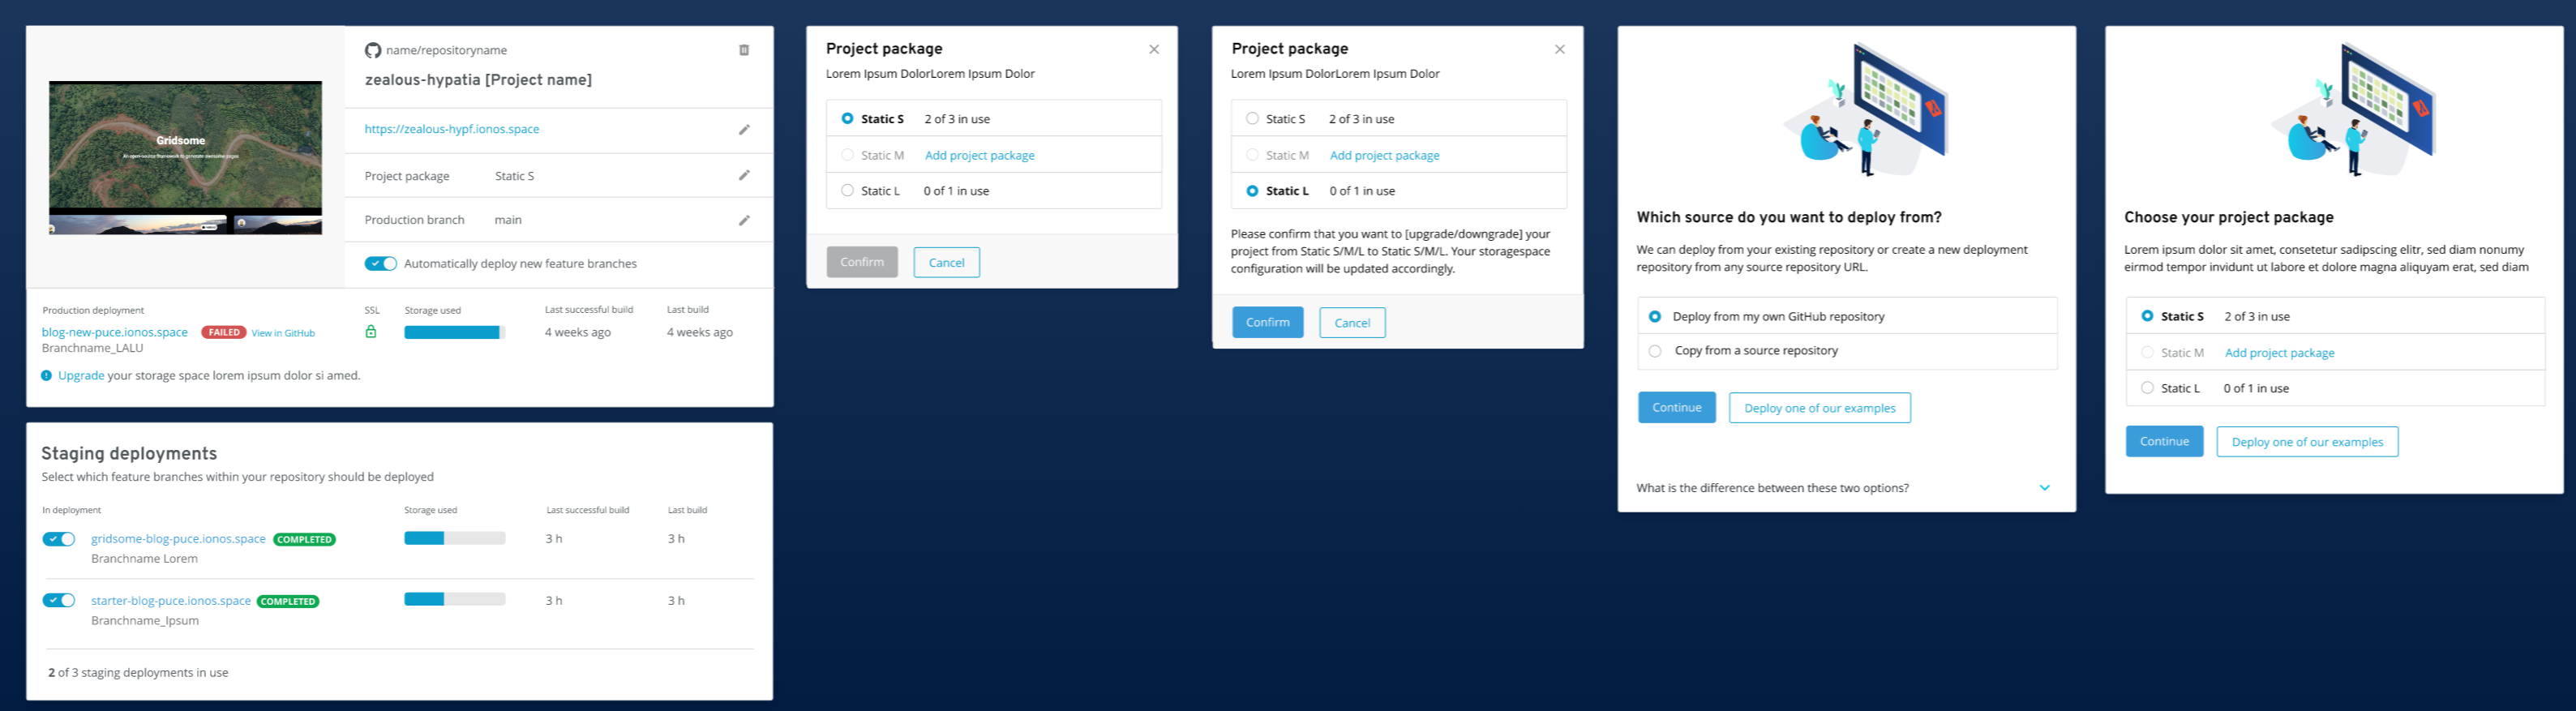 name/repositoryname
zealous-hypatia [Project name]
Gridsome
An open-source framework to generate awesome pages
https://zealous-hypf.ionos.space
Project package Static S
Production branch main
Automatically deploy new feature branches
Production deployment SSL Storage used Last successful build Last build
blog-new-puce.ionos.space FAILED View in GitHub 4 weeks ago 4 weeks ago
Branchname_LALU
Upgrade your storage space lorem ipsum dolor si amed.
Staging deployments
Select which feature branches within your repository should be deployed
In deployment Storage used Last successful build Last build
gridsome-blog-puce.ionos.space COMPLETED 3 h 3 h
Branchname Lorem
starter-blog-puce.ionos.space COMPLETED 3 h 3 h
Branchname_Ipsum
2 of 3 staging deployments in use
Project package
Lorem Ipsum DolorLorem Ipsum Dolor
Static S 2 of 3 in use
Static M Add project package
Static L 0 of 1 in use
Confirm Cancel
Project package
Lorem Ipsum DolorLorem Ipsum Dolor
Static S 2 of 3 in use
Static M Add project package
Static L 0 of 1 in use
Please confirm that you want to [upgrade/downgrade] your
project from Static S/M/L to Static S/M/L. Your storagespace
configuration will be updated accordingly.
Confirm Cancel
Which source do you want to deploy from?
We can deploy from your existing repository or create a new deployment
repository from any source repository URL.
Deploy from my own GitHub repository
Copy from a source repository
Continue Deploy one of our examples
What is the difference between these two options?
Choose your project package
Lorem ipsum dolor sit amet, consetetur sadipscing elitr, sed diam nonumy
eirmod tempor invidunt ut labore et dolore magna aliquyam erat, sed diam
Static S 2 of 3 in use
Static M Add project package
Static L 0 of 1 in use
Continue Deploy one of our examples